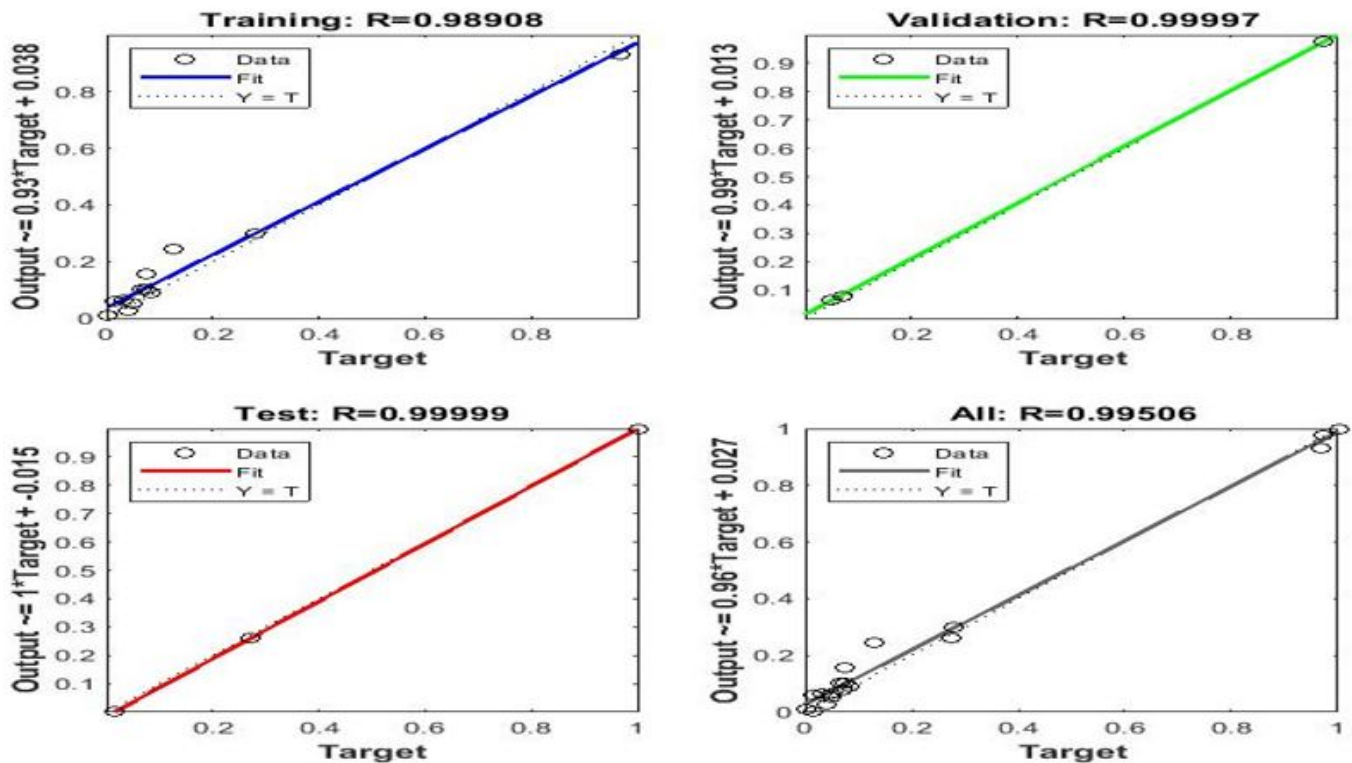 Training: R=0.98908
Output ~= 0.93*Target + 0.038
Data
Fit
Y = T
0.8
0.6
0.4
0.2
0
0 0.2 0.4 0.6 0.8
Target
Validation: R=0.99997
Output ~= 0.99*Target + 0.013
Data
Fit
Y = T
0.9
0.8
0.7
0.6
0.5
0.4
0.3
0.2
0.1
0.2 0.4 0.6 0.8
Target
Test: R=0.99999
Output ~= 1*Target + -0.015
Data
Fit
Y = T
0.9
0.8
0.7
0.6
0.5
0.4
0.3
0.2
0.1
0.2 0.4 0.6 0.8 1
Target
All: R=0.99506
Output ~= 0.96*Target + 0.027
Data
Fit
Y = T
1
0.8
0.6
0.4
0.2
0
0 0.2 0.4 0.6 0.8 1
Target